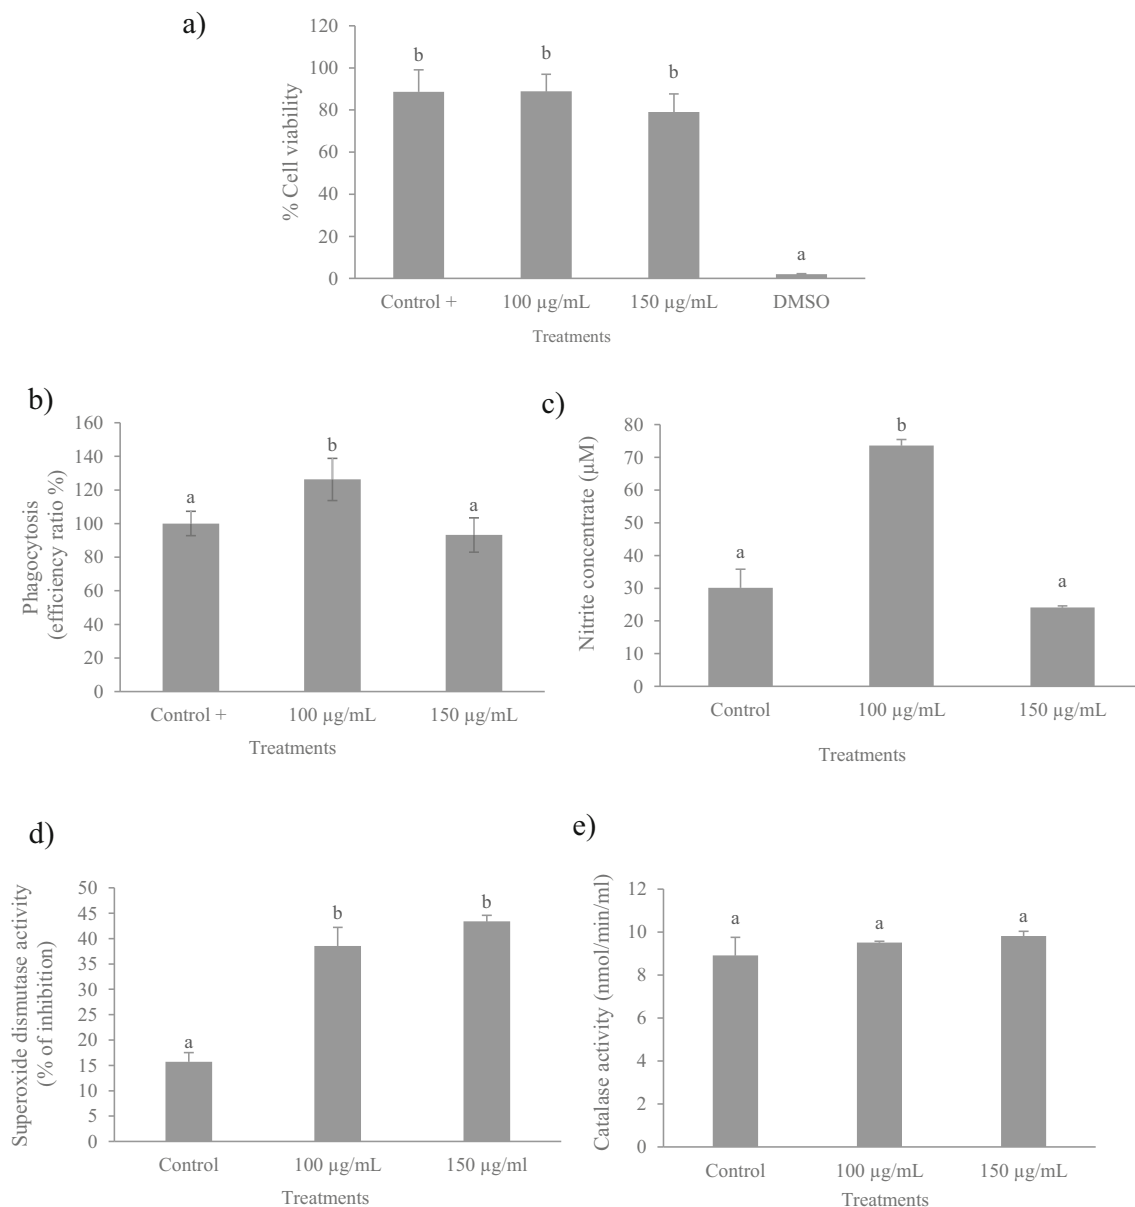 a)
% Cell viability
120
100
80
60
40
20
0
b
b
b
a
Control +
100 µg/mL
150 µg/mL
DMSO
Treatments
b)
Phagocytosis
(efficiency ratio %)
160
140
120
100
80
60
40
20
0
a
b
a
Control +
100 µg/mL
150 µg/mL
Treatments
c)
Nitrite concentrate (µM)
80
70
60
50
40
30
20
10
0
a
b
a
Control
100 µg/mL
150 µg/mL
Treatments
d)
Superoxide dismutase activity
(% of inhibition)
50
45
40
35
30
25
20
15
10
5
0
a
b
b
Control
100 µg/mL
150 µg/ml
Treatments
e)
Catalase activity (nmol/min/ml)
12
10
8
6
4
2
0
a
a
a
Control
100 µg/mL
150 µg/mL
Treatments